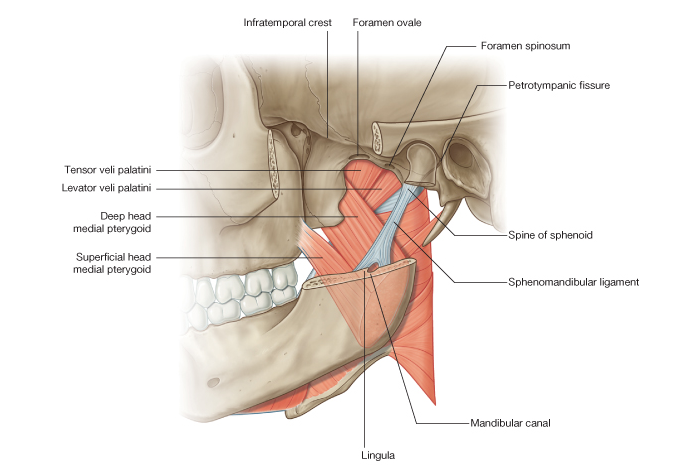 Infratemporal crest
Foramen ovale
Foramen spinosum
Petrotympanic fissure
Tensor veli palatini
Levator veli palatini
Deep head
medial pterygoid
Superficial head
medial pterygoid
Spine of sphenoid
Sphenomandibular ligament
Mandibular canal
Lingula